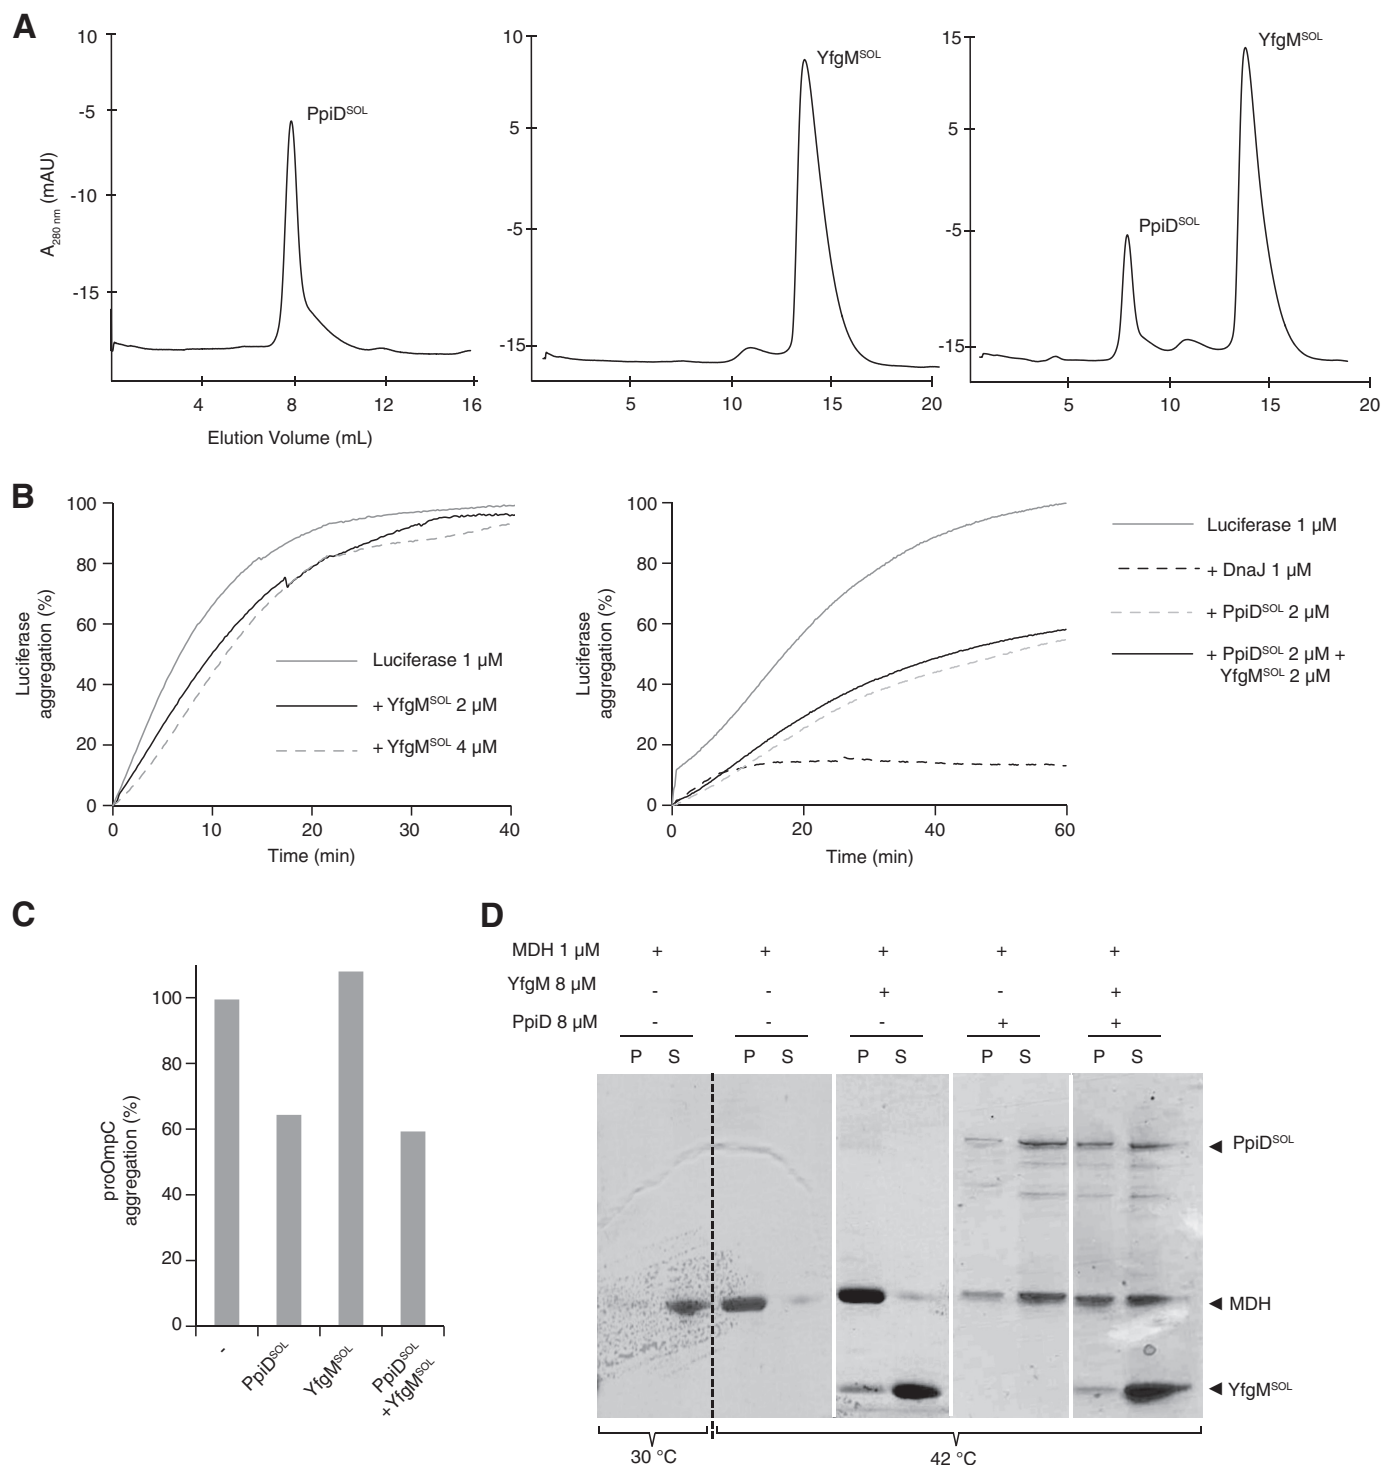 A
10
-5
-10
-15
A280 nm (mAU)
PpiDSOL
4
8
12
16
Elution Volume (mL)
10
5
-5
-15
YfgMSOL
5
10
15
20
15
5
-5
-15
PpiDSOL
YfgMSOL
5
10
15
20
B
100
80
60
40
20
0
Luciferase
aggregation (%)
Luciferase 1 µM
+ YfgMSOL 2 µM
+ YfgMSOL 4 µM
0
10
20
30
40
Time (min)
100
80
60
40
20
0
Luciferase
aggregation (%)
0
20
40
60
Time (min)
Luciferase 1 µM
+ DnaJ 1 µM
+ PpiDSOL 2 µM
+ PpiDSOL 2 µM +
YfgMSOL 2 µM
C
100
80
60
40
20
0
proOmpC
aggregation (%)
-
PpiDSOL
YfgMSOL
PpiDSOL
+YfgMSOL
D
MDH 1 µM + + + + +
YfgM 8 µM - - + - +
PpiD 8 µM - - - + +
P S P S P S P S P S
PpiDSOL
MDH
YfgMSOL
30 °C
42 °C